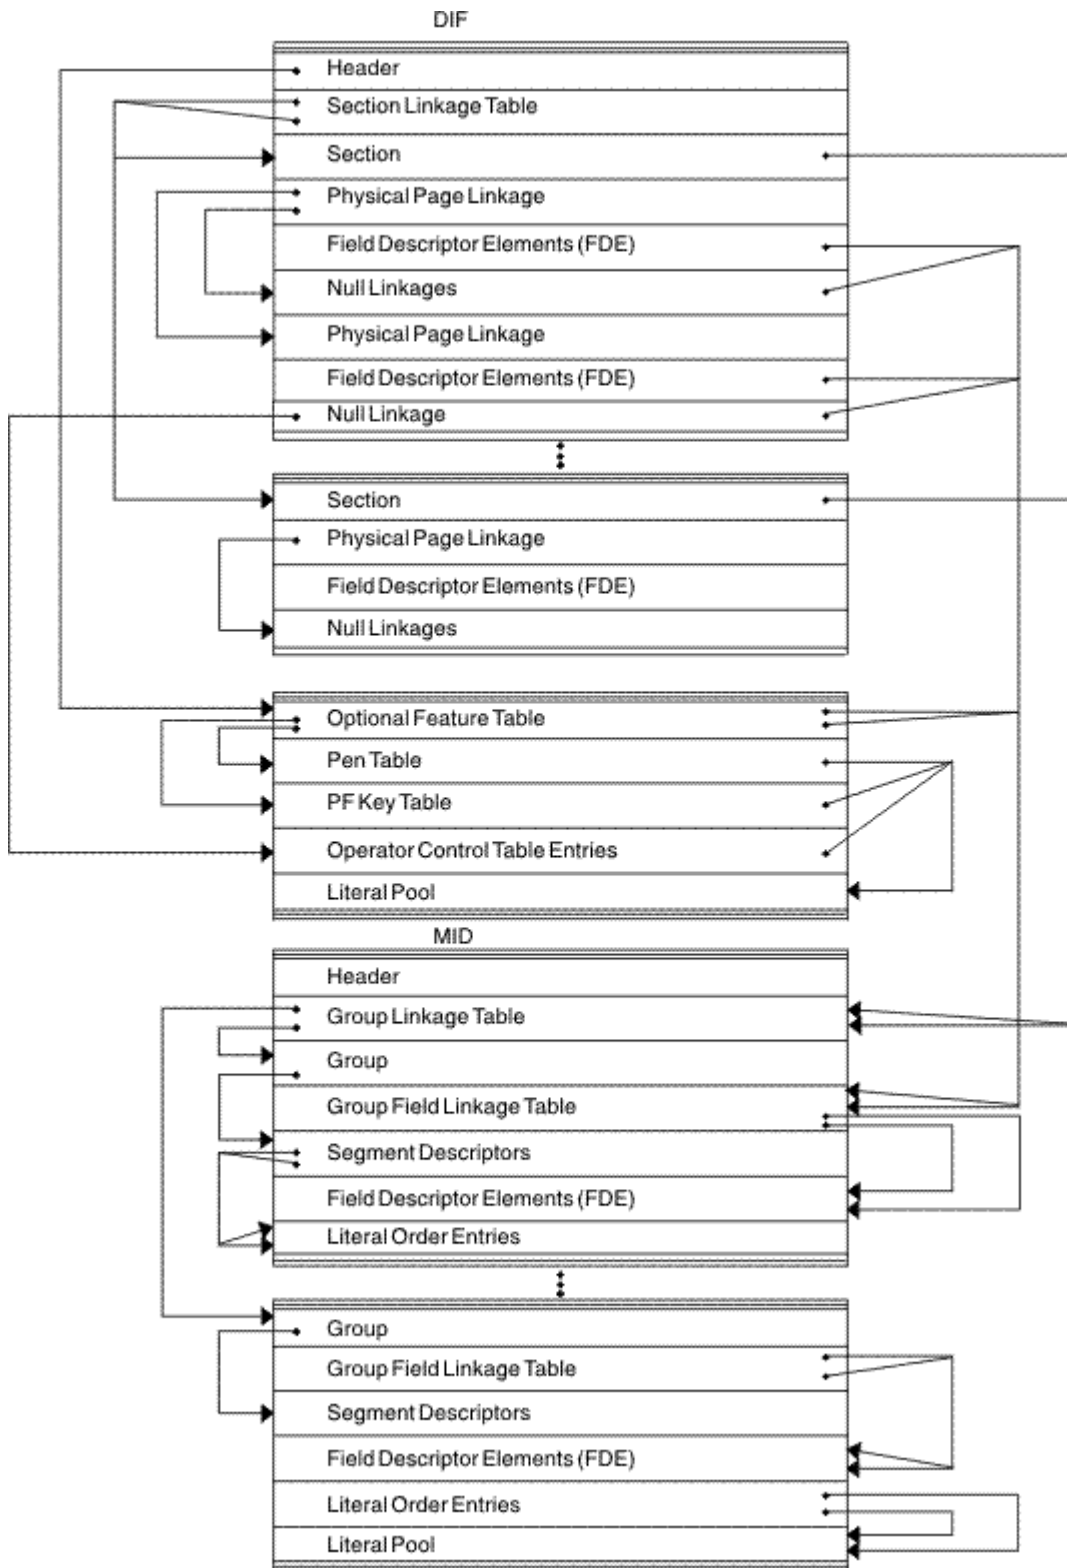 DIF
Header
Section Linkage Table
Section
Physical Page Linkage
Field Descriptor Elements (FDE)
Null Linkages
Physical Page Linkage
Field Descriptor Elements (FDE)
Null Linkage
Section
Physical Page Linkage
Field Descriptor Elements (FDE)
Null Linkages
Optional Feature Table
Pen Table
PF Key Table
Operator Control Table Entries
Literal Pool
MID
Header
Group Linkage Table
Group
Group Field Linkage Table
Segment Descriptors
Field Descriptor Elements (FDE)
Literal Order Entries
Group
Group Field Linkage Table
Segment Descriptors
Field Descriptor Elements (FDE)
Literal Order Entries
Literal Pool